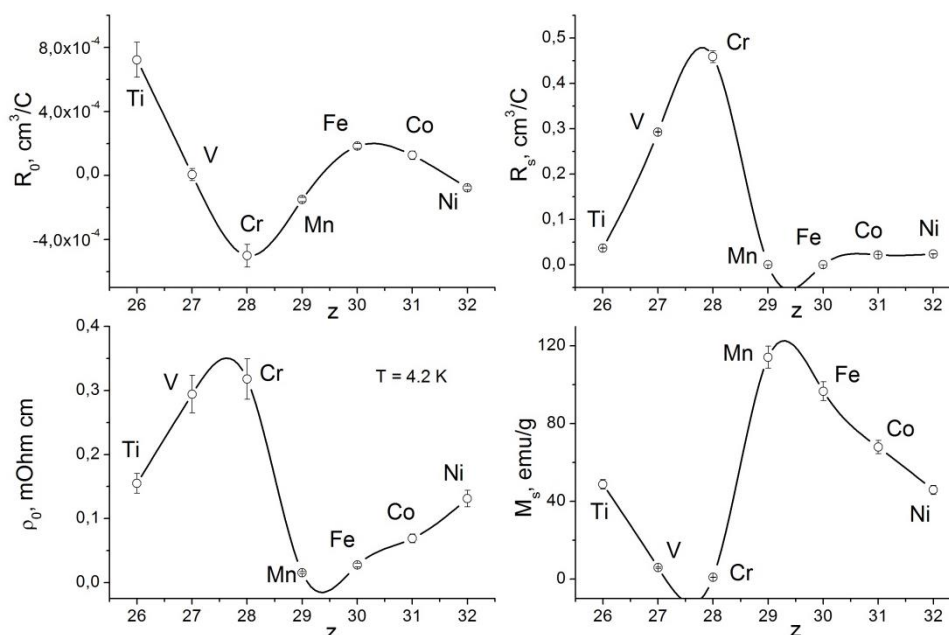 R₀, cm³/C
8,0x10⁻⁴
4,0x10⁻⁴
0,0
-4,0x10⁻⁴
Ti
V
Cr
Mn
Fe
Co
Ni
26 27 28 29 30 31 32
z
Rₛ, cm³/C
0,5
0,4
0,3
0,2
0,1
0,0
Ti
V
Cr
Mn
Fe
Co
Ni
26 27 28 29 30 31 32
z
ρ₀, mOhm cm
0,4
0,3
0,2
0,1
0,0
Ti
V
Cr
T = 4.2 K
Mn
Fe
Co
Ni
26 27 28 29 30 31 32
z
Mₛ, emu/g
120
80
40
0
Ti
V
Cr
Mn
Fe
Co
Ni
26 27 28 29 30 31 32
z